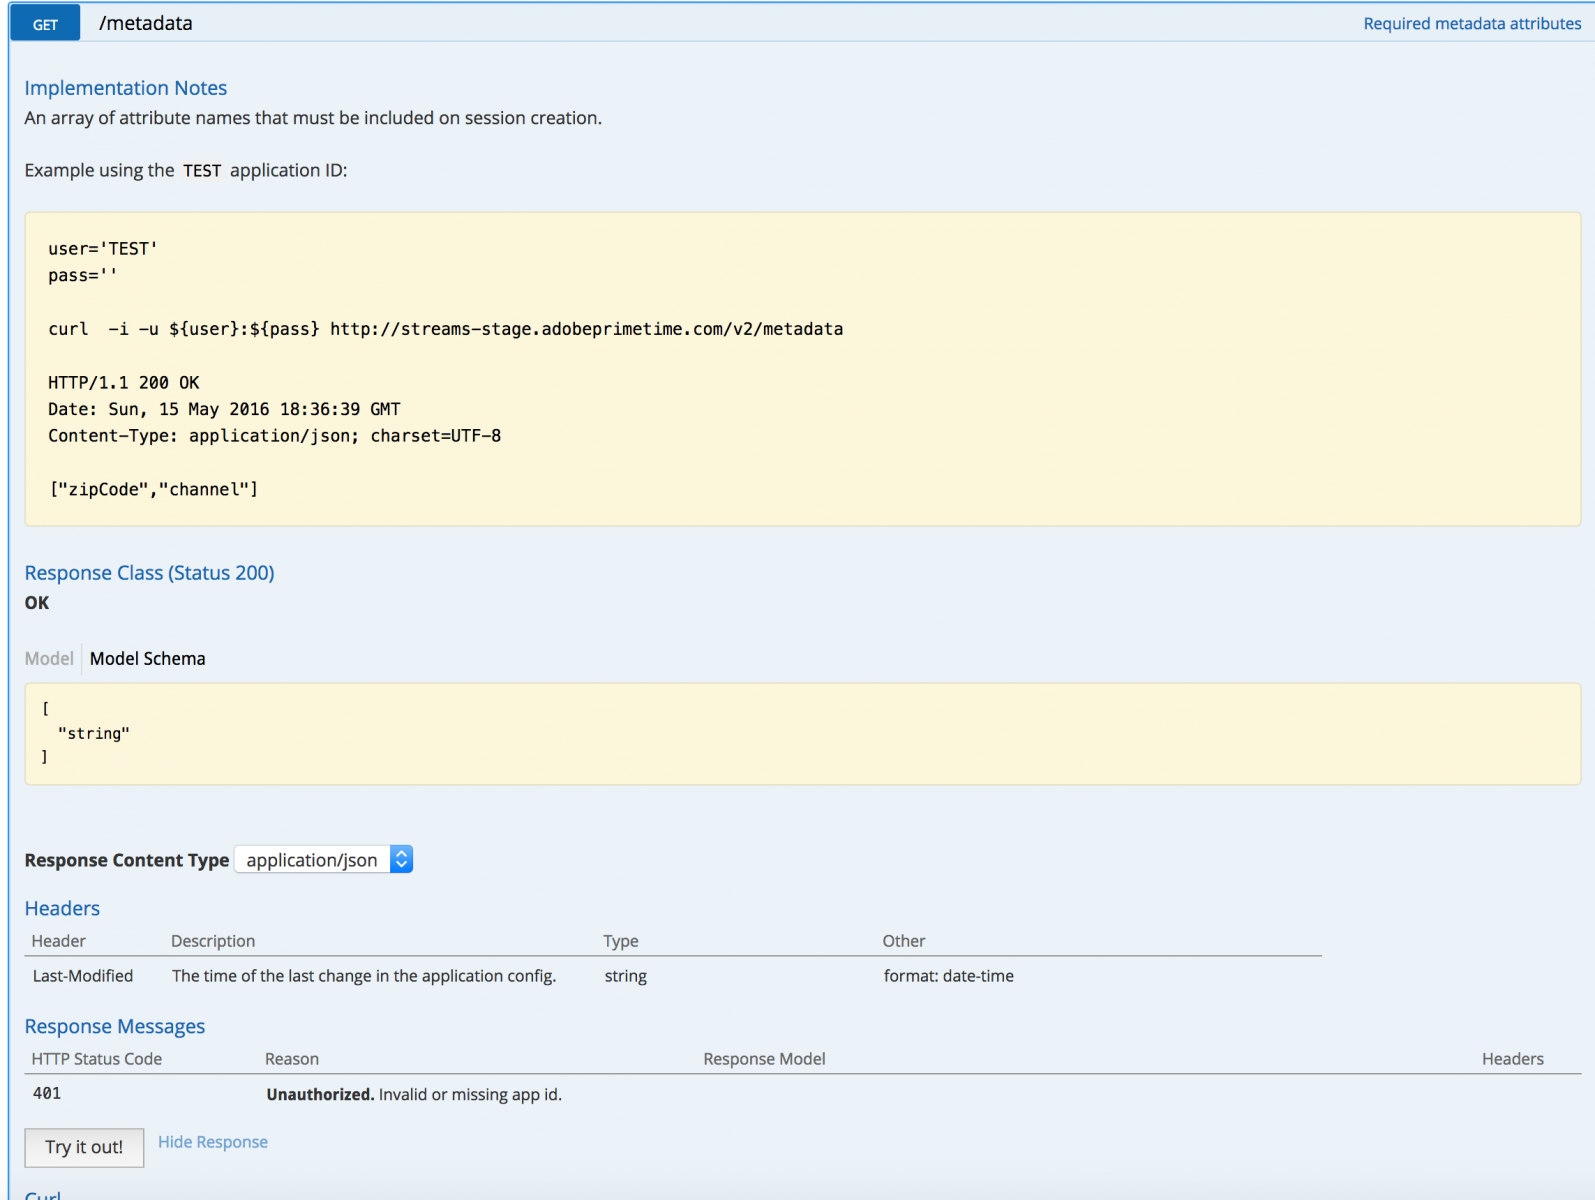 GET /metadata Required metadata attributes
Implementation Notes
An array of attribute names that must be included on session creation.
Example using the TEST application ID:
user='TEST'
pass=''
curl  -i -u ${user}:${pass} http://streams-stage.adobeprimetime.com/v2/metadata
HTTP/1.1 200 OK
Date: Sun, 15 May 2016 18:36:39 GMT
Content-Type: application/json; charset=UTF-8
["zipCode","channel"]
Response Class (Status 200)
OK
Model Model Schema
[
  "string"
]
Response Content Type application/json
Headers
Header Description Type Other
Last-Modified The time of the last change in the application config. string format: date-time
Response Messages
HTTP Status Code Reason Response Model Headers
401 Unauthorized. Invalid or missing app id.
Try it out! Hide Response
Curl